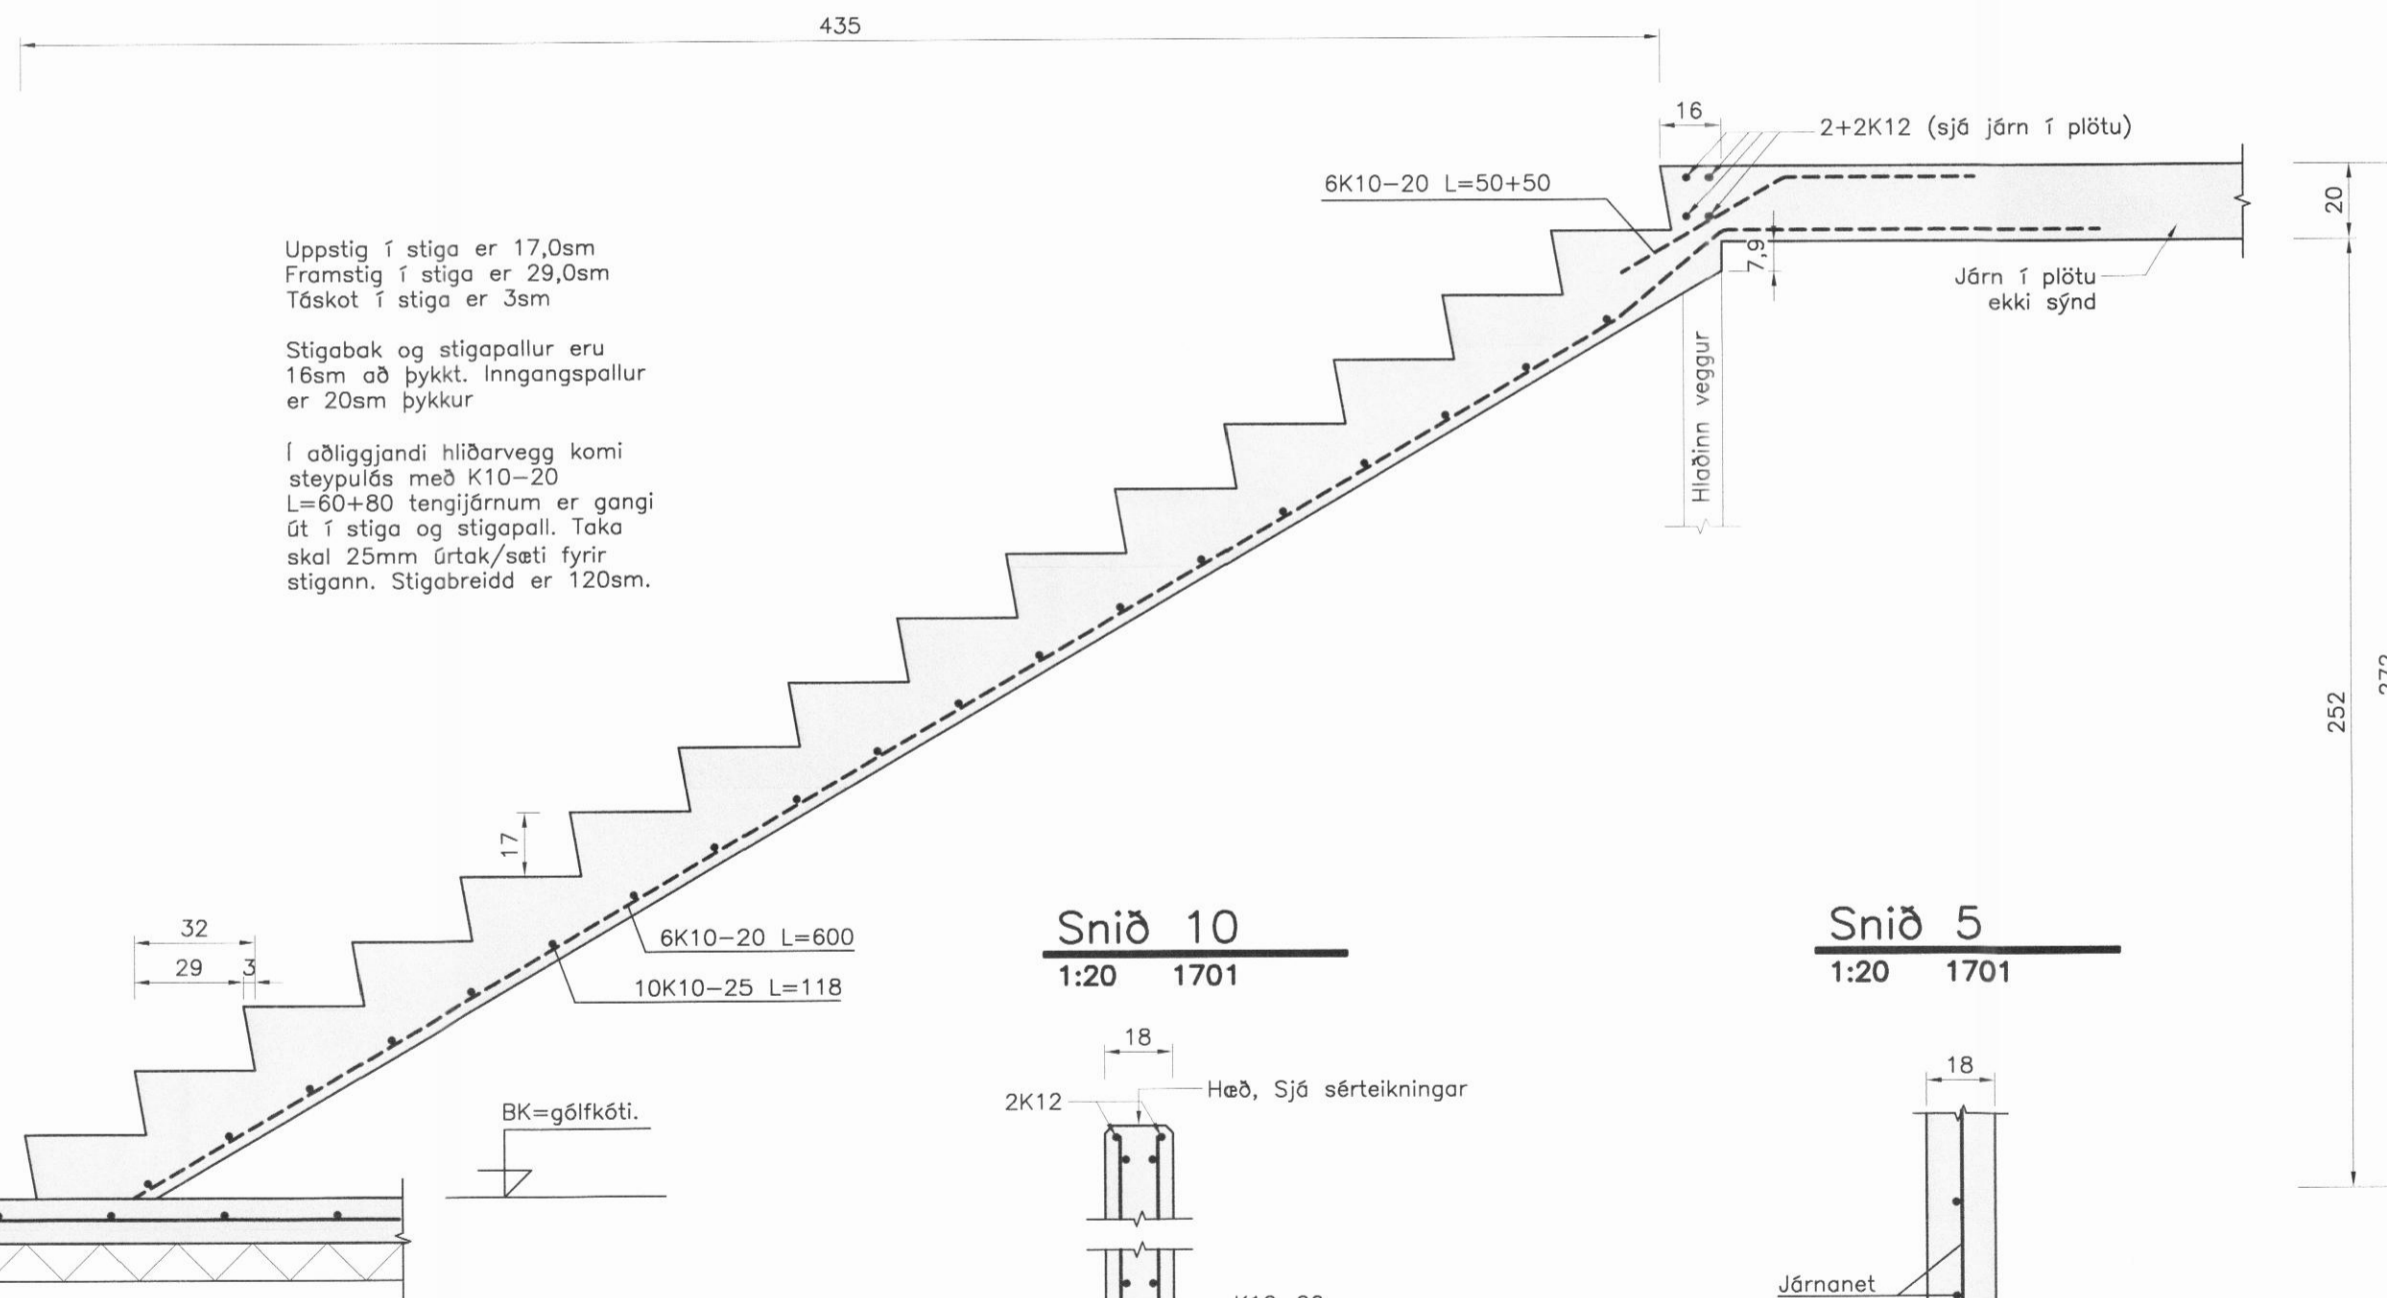 435
16
2+2K12 (sjá járn í plötu)
6K10-20 L=50+50
20
7,9
Járn í plötu
ekki sýnd
Hlaðinn veggur
Uppstig í stiga er 17,0sm
Framstig í stiga er 29,0sm
Táskot í stiga er 3sm
Stigabak og stigapallur eru
16sm að þykkt. Inngangspallur
er 20sm þykkur
Í aðliggjandi hliðarvegg komi
steypulás með K10-20
L=60+80 tengijárnum er gangi
út í stiga og stigapall. Taka
skal 25mm úrtak/sæti fyrir
stigann. Stigabreidd er 120sm.
252
17
32
29
3
6K10-20 L=600
10K10-25 L=118
BK=gólfkóti.
Snið 10
1:20 1701
18
2K12
Hæð, Sjá sérteikningar
Snið 5
1:20 1701
18
Járnanet